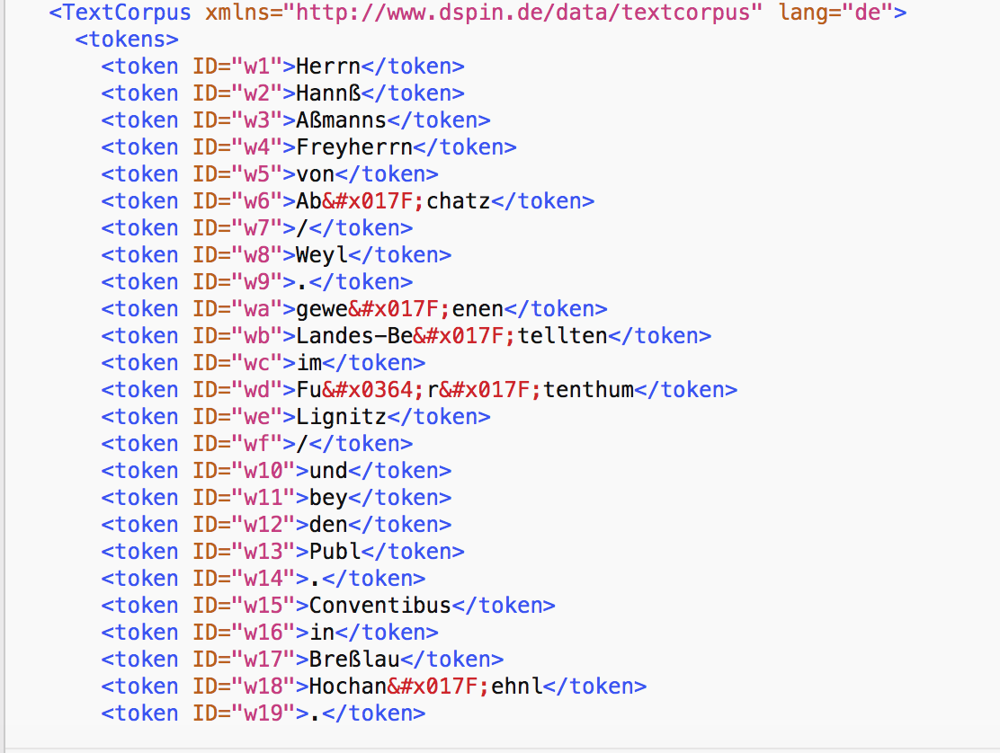 <TextCorpus xmlns="http://www.dspin.de/data/textcorpus" lang="de">
<tokens>
<token ID="w1">Herrn</token>
<token ID="w2">Hannß</token>
<token ID="w3">Aßmanns</token>
<token ID="w4">Freyherrn</token>
<token ID="w5">von</token>
<token ID="w6">Ab&#x017F;chatz</token>
<token ID="w7">/</token>
<token ID="w8">Weyl</token>
<token ID="w9">.</token>
<token ID="wa">gewe&#x017F;enen</token>
<token ID="wb">Landes-Be&#x017F;tellten</token>
<token ID="wc">im</token>
<token ID="wd">Fu&#x0364;r&#x017F;tenthum</token>
<token ID="we">Lignitz</token>
<token ID="wf">/</token>
<token ID="w10">und</token>
<token ID="w11">bey</token>
<token ID="w12">den</token>
<token ID="w13">Publ</token>
<token ID="w14">.</token>
<token ID="w15">Conventibus</token>
<token ID="w16">in</token>
<token ID="w17">Breßlau</token>
<token ID="w18">Hochan&#x017F;ehnl</token>
<token ID="w19">.</token>